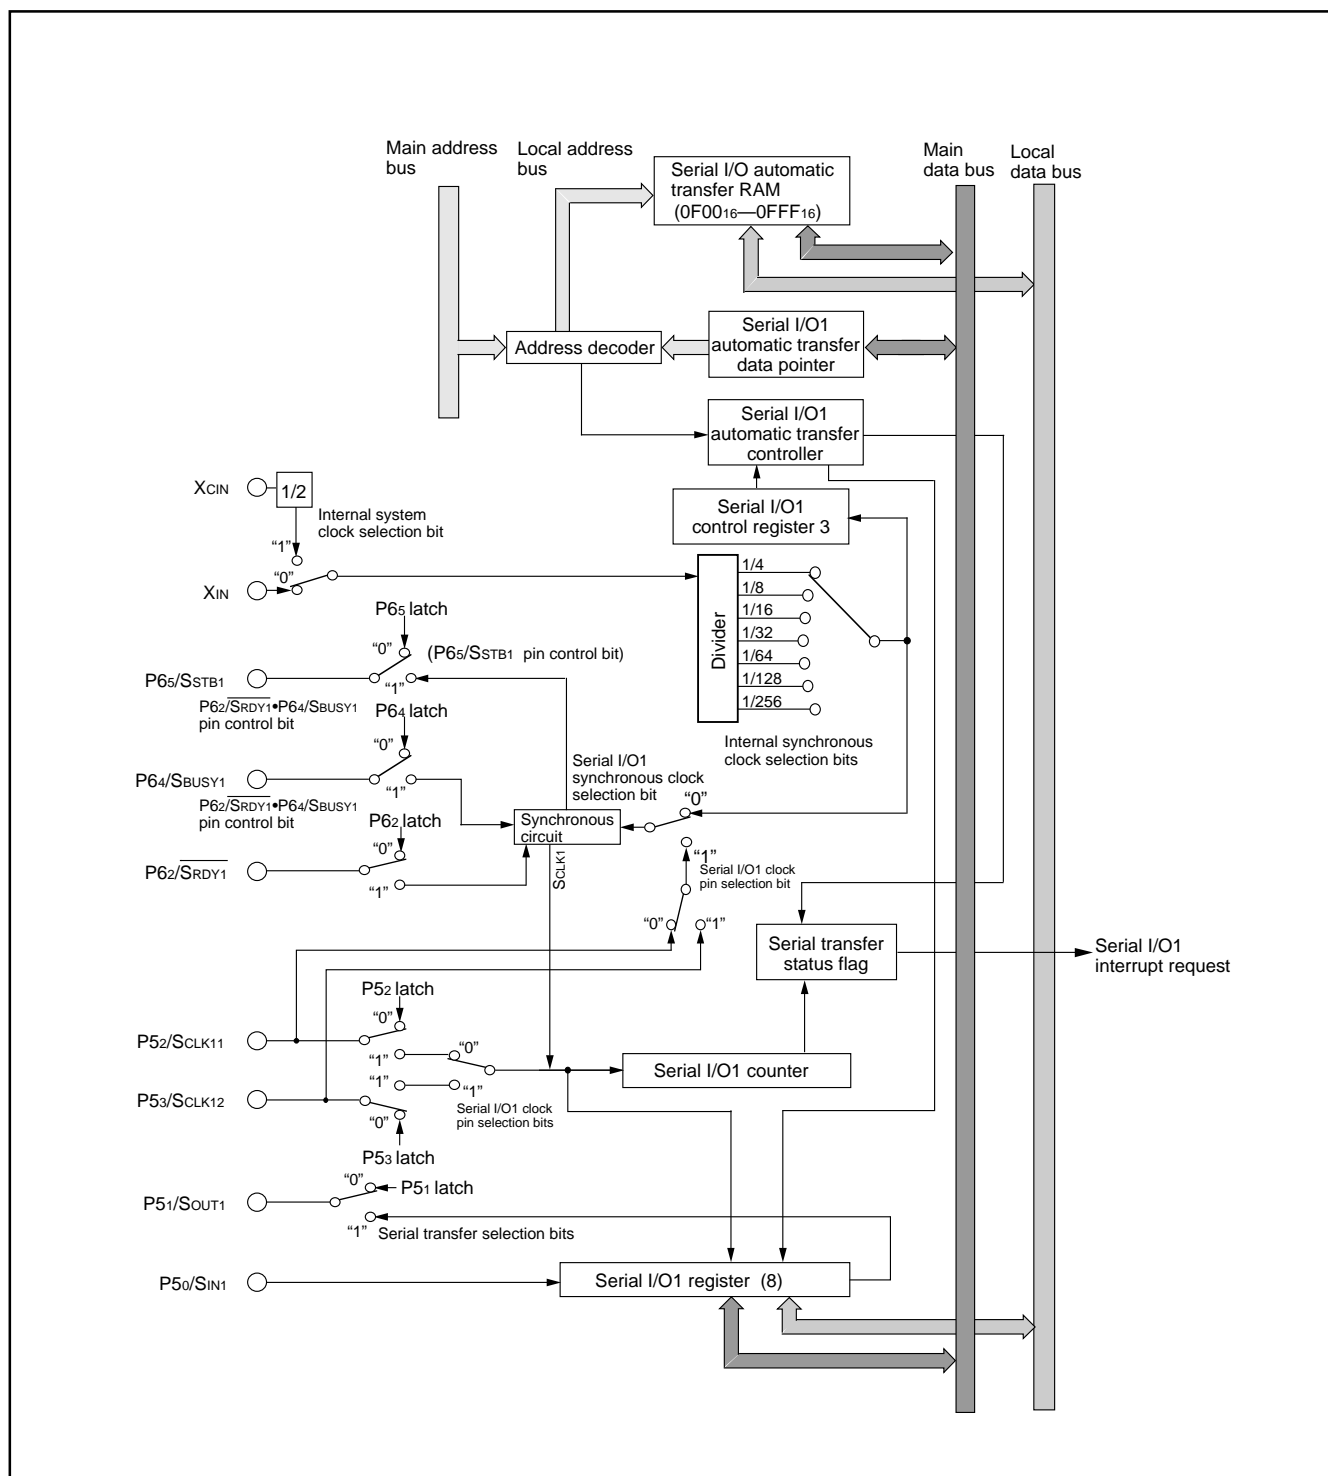 Main address
bus
Local address
bus
Serial I/O automatic
transfer RAM
(0F0016—0FFF16)
Main
data bus
Local
data bus
Address decoder
Serial I/O1
automatic transfer
data pointer
Serial I/O1
automatic transfer
controller
XCIN
1/2
Internal system
clock selection bit
“1”
“0”
XIN
Serial I/O1
control register 3
Divider
1/4
1/8
1/16
1/32
1/64
1/128
1/256
Internal synchronous
clock selection bits
P65 latch
“0”
(P65/SSTB1 pin control bit)
P65/SSTB1
“1”
P62/SRDY1•P64/SBUSY1
pin control bit
P64 latch
“0”
P64/SBUSY1
“1”
P62/SRDY1•P64/SBUSY1
pin control bit
Serial I/O1
synchronous clock
selection bit
“0”
Synchronous
circuit
SCLK1
P62 latch
“0”
P62/SRDY1
“1”
“1”
Serial I/O1 clock
pin selection bit
“0”
“1”
Serial transfer
status flag
Serial I/O1
interrupt request
P52 latch
“0”
P52/SCLK11
“1”
“0”
“1”
“1”
Serial I/O1 clock
pin selection bits
Serial I/O1 counter
P53/SCLK12
“0”
P53 latch
“0”
P51 latch
P51/SOUT1
“1”
Serial transfer selection bits
P50/SIN1
Serial I/O1 register (8)